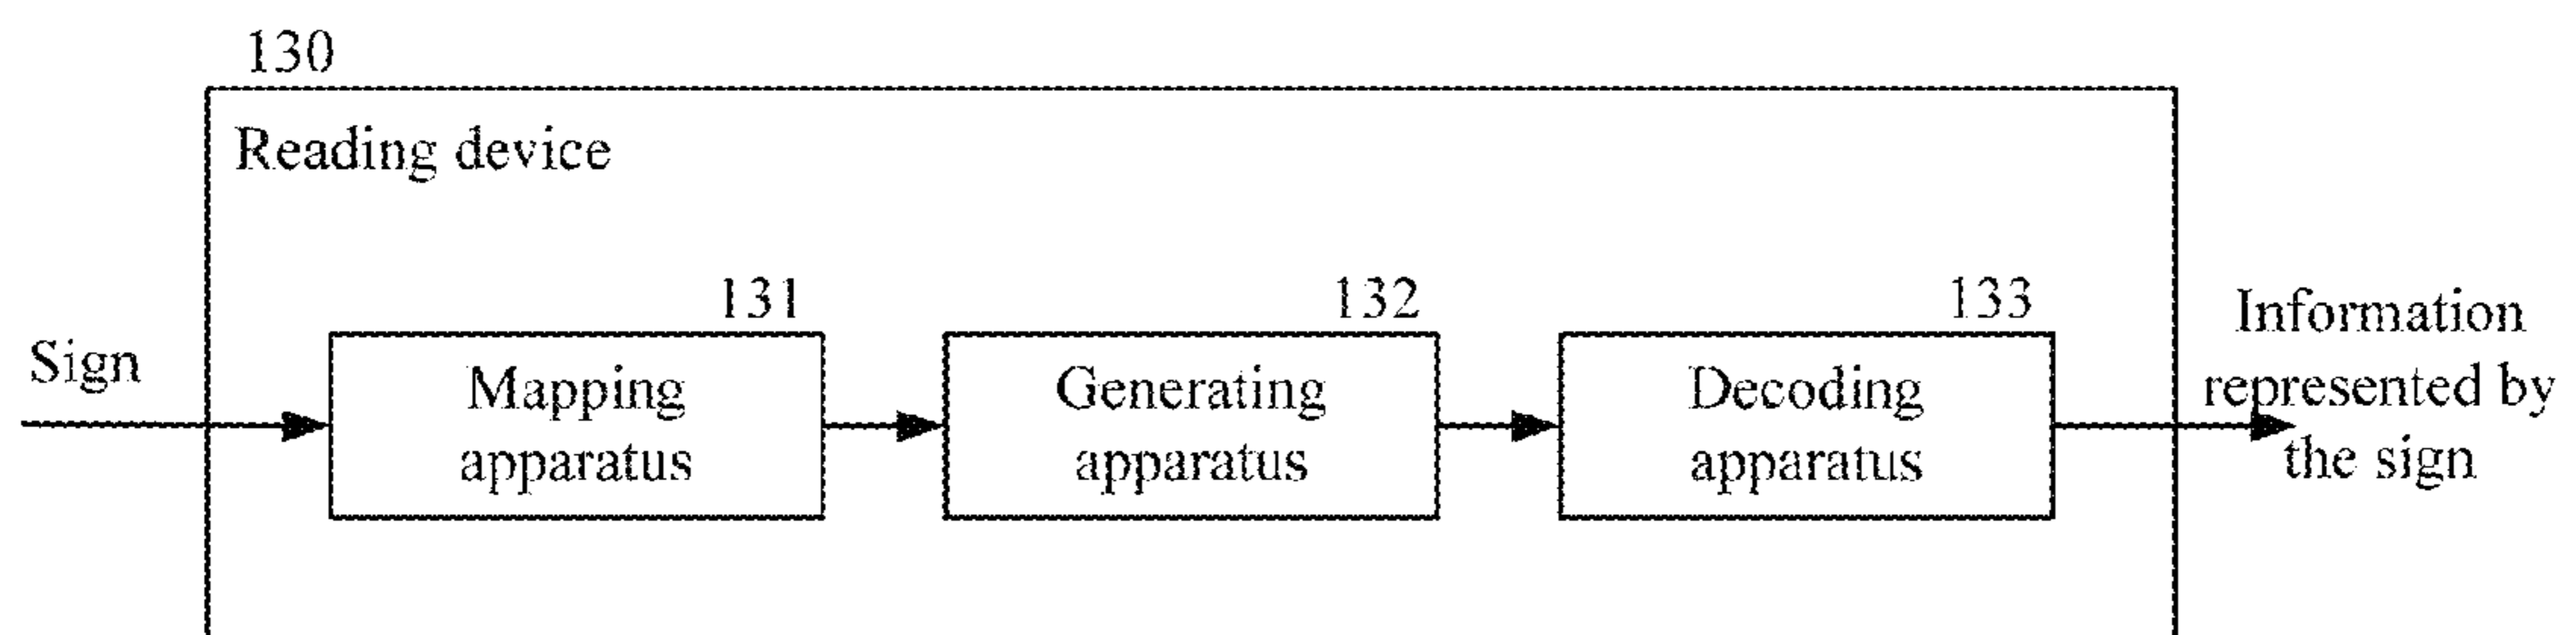 130
Reading device
131
132
133
Sign
Mapping
apparatus
Generating
apparatus
Decoding
apparatus
Information
represented by
the sign